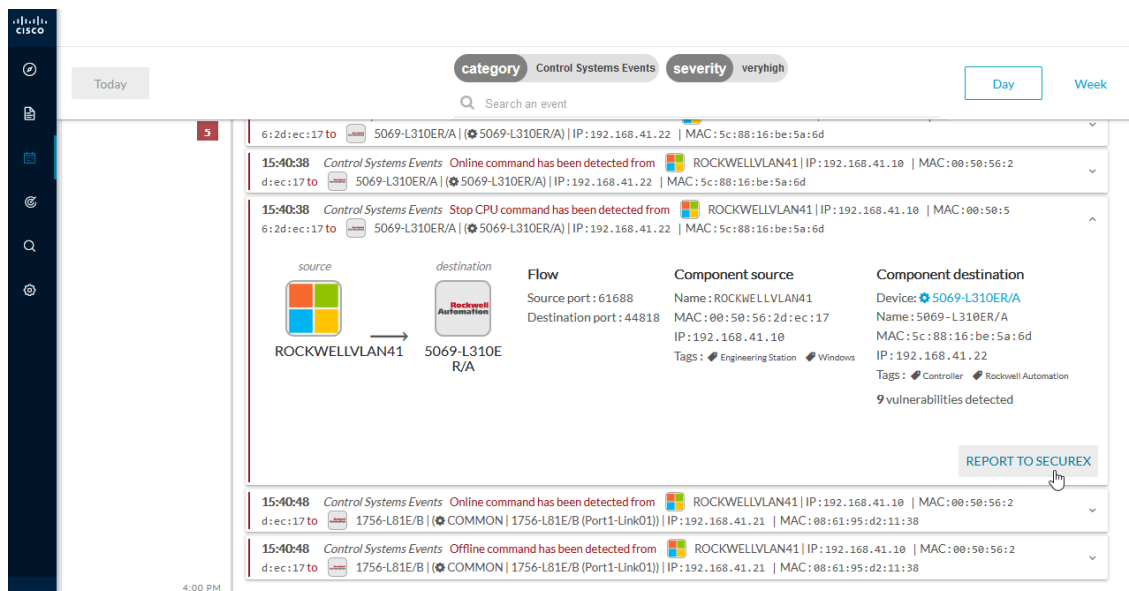 CISCO
Today
category Control Systems Events severity veryhigh
Search an event
Day Week
5
6:2d:ec:17 to 5069-L310ER/A | ( 5069-L310ER/A) | IP:192.168.41.22 | MAC:5c:88:16:be:5a:6d
15:40:38 Control Systems Events Online command has been detected from ROCKWELLVLAN41 | IP:192.168.41.10 | MAC:00:50:56:2
d:ec:17 to 5069-L310ER/A | ( 5069-L310ER/A) | IP:192.168.41.22 | MAC:5c:88:16:be:5a:6d
15:40:38 Control Systems Events Stop CPU command has been detected from ROCKWELLVLAN41 | IP:192.168.41.10 | MAC:00:50:5
6:2d:ec:17 to 5069-L310ER/A | ( 5069-L310ER/A) | IP:192.168.41.22 | MAC:5c:88:16:be:5a:6d
source
destination
Rockwell
Automation
ROCKWELLVLAN41
5069-L310E
R/A
Flow
Source port: 61688
Destination port: 44818
Component source
Name: ROCKWELLVLAN41
MAC: 00:50:56:2d:ec:17
IP: 192.168.41.10
Tags: Engineering Station Windows
Component destination
Device: 5069-L310ER/A
Name: 5069-L310ER/A
MAC: 5c:88:16:be:5a:6d
IP: 192.168.41.22
Tags: Controller Rockwell Automation
9 vulnerabilities detected
REPORT TO SECUREX
15:40:48 Control Systems Events Online command has been detected from ROCKWELLVLAN41 | IP:192.168.41.10 | MAC:00:50:56:2
d:ec:17 to 1756-L81E/B | ( COMMON | 1756-L81E/B (Port1-Link01)) | IP:192.168.41.21 | MAC:08:61:95:d2:11:38
15:40:48 Control Systems Events Offline command has been detected from ROCKWELLVLAN41 | IP:192.168.41.10 | MAC:00:50:56:2
d:ec:17 to 1756-L81E/B | ( COMMON | 1756-L81E/B (Port1-Link01)) | IP:192.168.41.21 | MAC:08:61:95:d2:11:38
4:00 PM